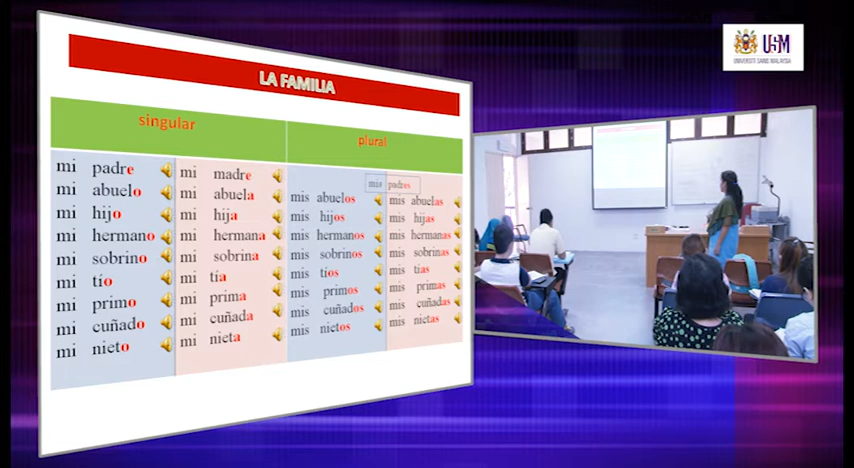 LA FAMILIA
singular
plural
mi padre
mi abuelo
mi hijo
mi hermano
mi sobrino
mi tío
mi primo
mi cuñado
mi nieto
mi madre
mi abuela
mi hija
mi hermana
mi sobrina
mi tía
mi prima
mi cuñada
mi nieta
mis padres
mis abuelos
mis hijos
mis hermanos
mis sobrinos
mis tíos
mis primos
mis cuñados
mis nietos
mis abuelas
mis hijas
mis hermanas
mis sobrinas
mis tías
mis primas
mis cuñadas
mis nietas
USM
UNIVERSITI SAINS MALAYSIA